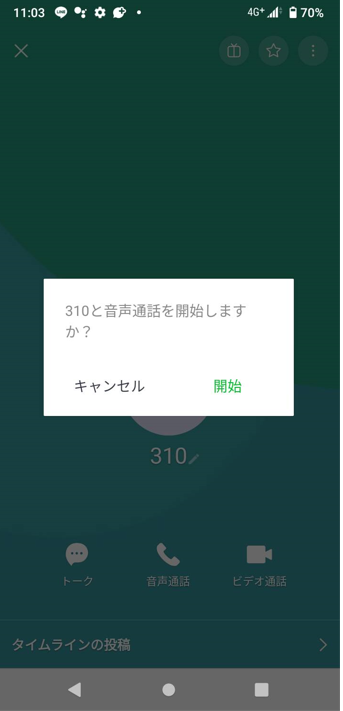 11:03
4G+
70%
310と音声通話を開始します
か？
キャンセル
開始
310
トーク
音声通話
ビデオ通話
タイムラインの投稿